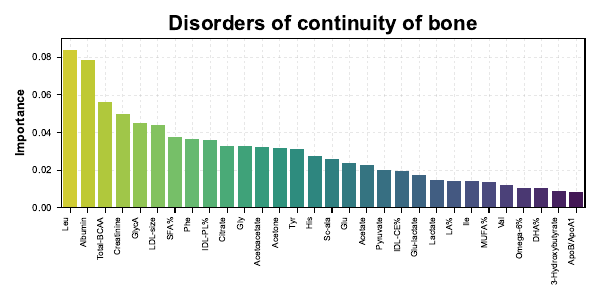 Disorders of continuity of bone
Importance
0.08
0.06
0.04
0.02
0.00
Leu
Albumin
Total-BCAA
Creatinine
GlycA
LDL-size
SFA%
Phe
IDL-PL%
Citrate
Gly
Acetoacetate
Acetone
Tyr
His
Sc-ala
Glu
Acetate
Pyruvate
IDL-CE%
Glu-lactate
Lactate
LA%
Ile
MUFA%
Val
Omega-6%
DHA%
3-Hydroxybutyrate
ApoB/ApoA1